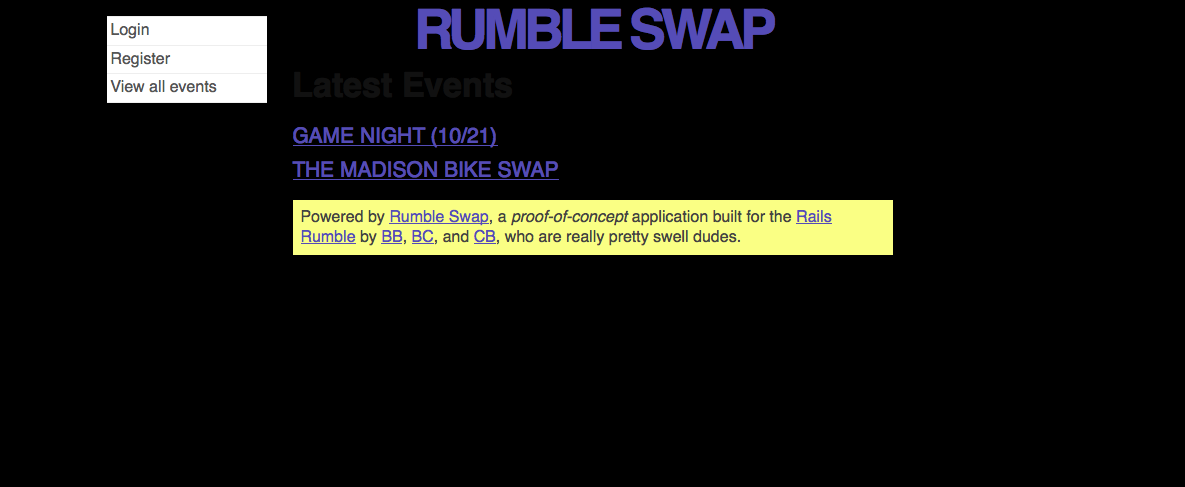 RUMBLE SWAP
Login
Register
View all events
Latest Events
GAME NIGHT (10/21)
THE MADISON BIKE SWAP
Powered by Rumble Swap, a proof-of-concept application built for the Rails
Rumble by BB, BC, and CB, who are really pretty swell dudes.